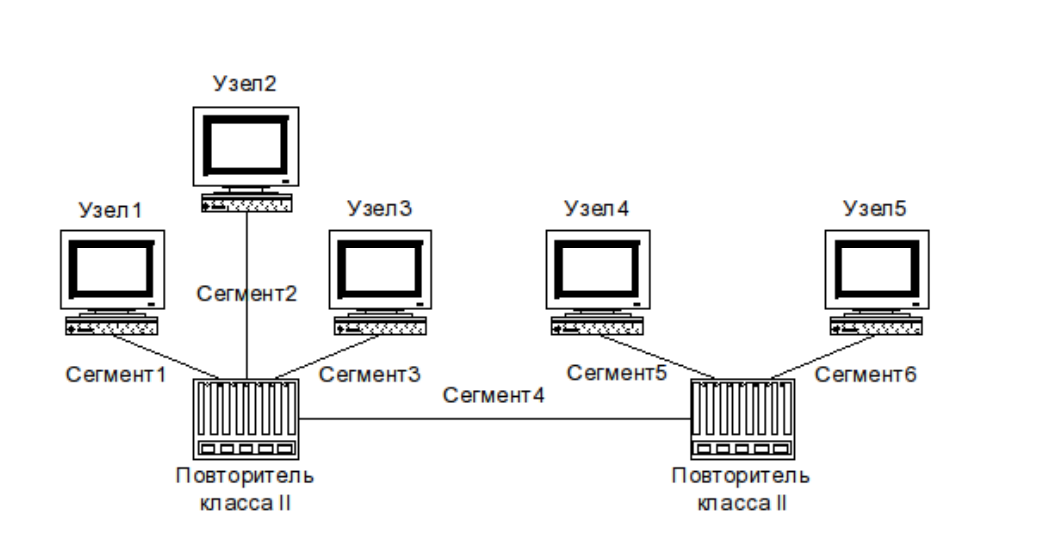 Узел2
Узел1
Узел3
Узел4
Узел5
Сегмент2
Сегмент1
Сегмент3
Сегмент5
Сегмент6
Сегмент4
Повторитель
класса II
Повторитель
класса II